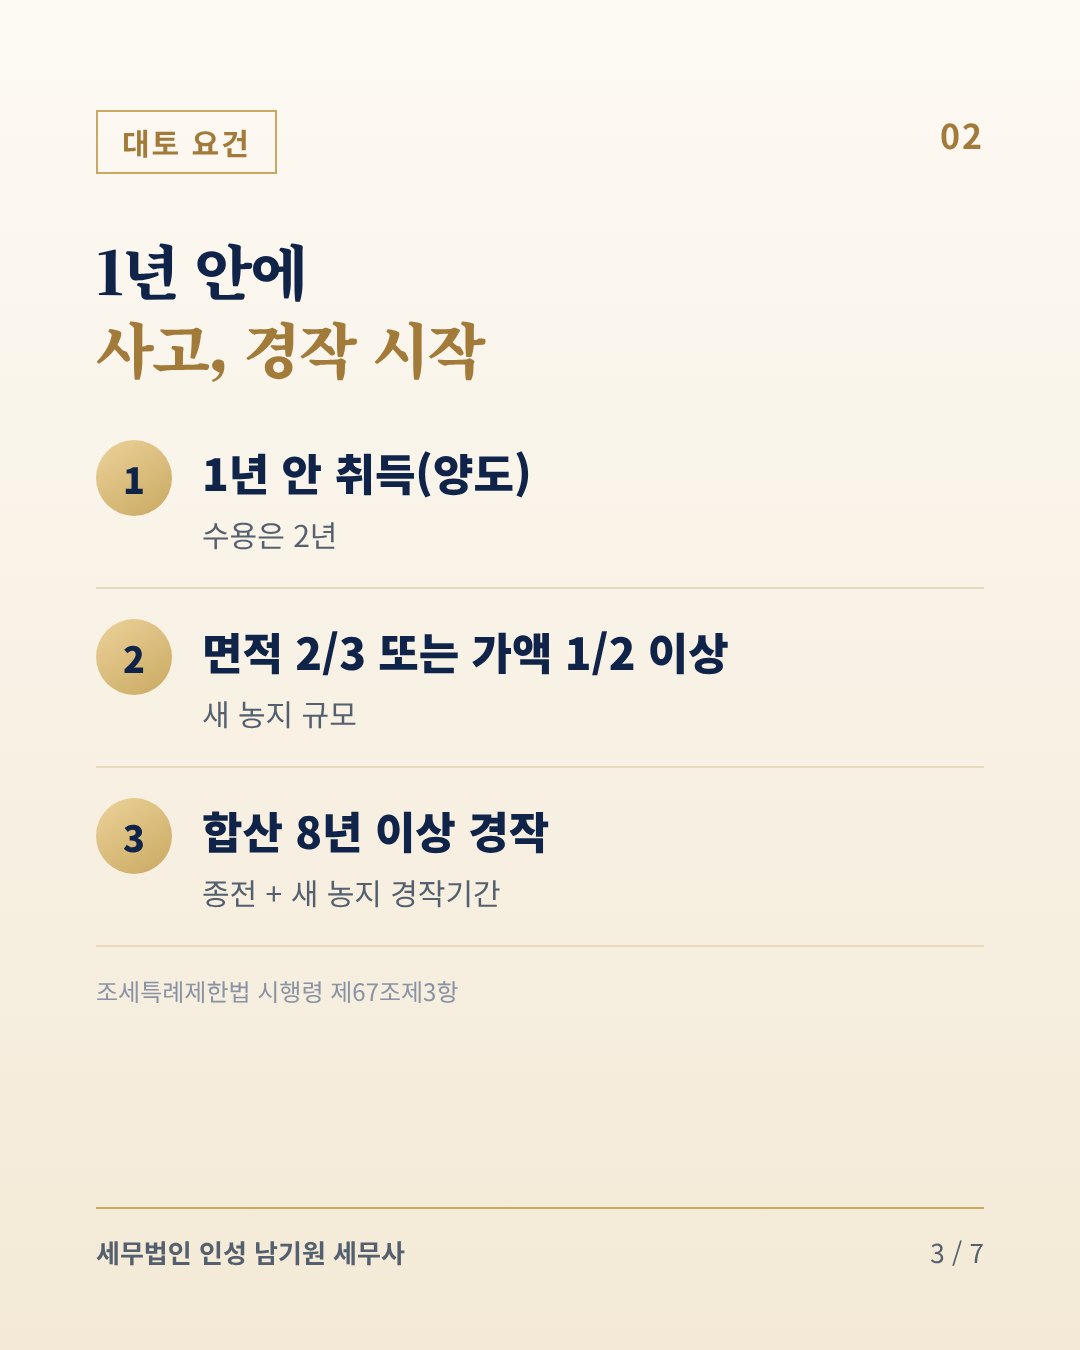 대토 요건
02
1년 안에
사고, 경작 시작
1
1년 안 취득(양도)
수용은 2년
2
면적 2/3 또는 가액 1/2 이상
새 농지 규모
3
합산 8년 이상 경작
종전 + 새 농지 경작기간
조세특례제한법 시행령 제67조제3항
세무법인 인성 남기원 세무사
3 / 7